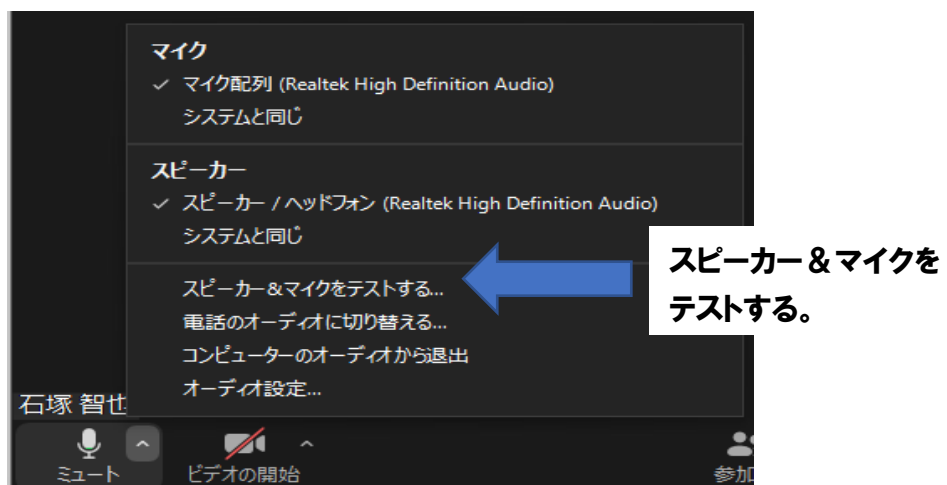 マイク
✓ マイク配列 (Realtek High Definition Audio)
システムと同じ
スピーカー
✓ スピーカー / ヘッドフォン (Realtek High Definition Audio)
システムと同じ
スピーカー&マイクをテストする...
電話のオーディオに切り替える...
コンピューターのオーディオから退出
オーディオ設定...
スピーカー＆マイクを
テストする。
石塚 智也
ミュート
ビデオの開始
参加